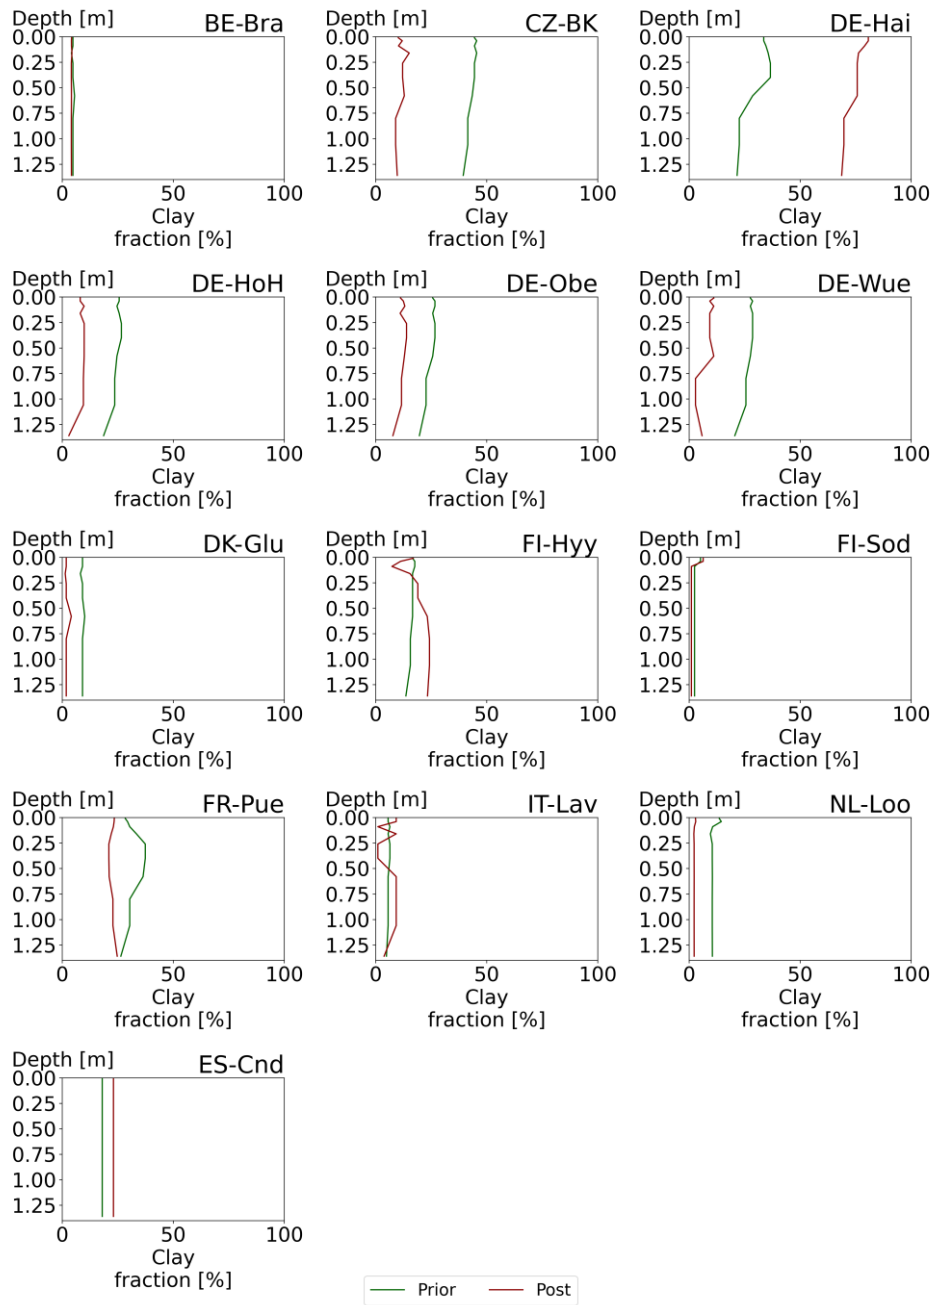 Depth [m] BE-Bra
0.00
0.25
0.50
0.75
1.00
1.25
0 50 100
Clay
fraction [%]
Depth [m] CZ-BK
0.00
0.25
0.50
0.75
1.00
1.25
0 50 100
Clay
fraction [%]
Depth [m] DE-Hai
0.00
0.25
0.50
0.75
1.00
1.25
0 50 100
Clay
fraction [%]
Depth [m] DE-HoH
0.00
0.25
0.50
0.75
1.00
1.25
0 50 100
Clay
fraction [%]
Depth [m] DE-Obe
0.00
0.25
0.50
0.75
1.00
1.25
0 50 100
Clay
fraction [%]
Depth [m] DE-Wue
0.00
0.25
0.50
0.75
1.00
1.25
0 50 100
Clay
fraction [%]
Depth [m] DK-Glu
0.00
0.25
0.50
0.75
1.00
1.25
0 50 100
Clay
fraction [%]
Depth [m] FI-Hyy
0.00
0.25
0.50
0.75
1.00
1.25
0 50 100
Clay
fraction [%]
Depth [m] FI-Sod
0.00
0.25
0.50
0.75
1.00
1.25
0 50 100
Clay
fraction [%]
Depth [m] FR-Pue
0.00
0.25
0.50
0.75
1.00
1.25
0 50 100
Clay
fraction [%]
Depth [m] IT-Lav
0.00
0.25
0.50
0.75
1.00
1.25
0 50 100
Clay
fraction [%]
Depth [m] NL-Loo
0.00
0.25
0.50
0.75
1.00
1.25
0 50 100
Clay
fraction [%]
Depth [m] ES-Cnd
0.00
0.25
0.50
0.75
1.00
1.25
0 50 100
Clay
fraction [%]
Prior Post